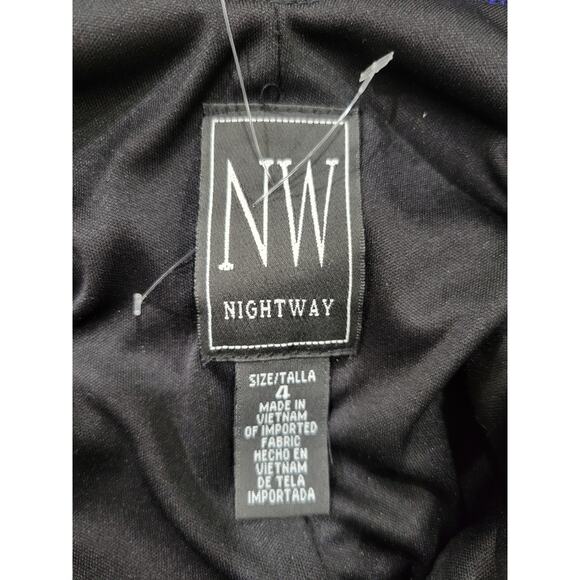 NW
NIGHTWAY
SIZE/TALLA
4
MADE IN
VIETNAM
OF IMPORTED
FABRIC
HECHO EN
VIETNAM
DE TELA
IMPORTADA